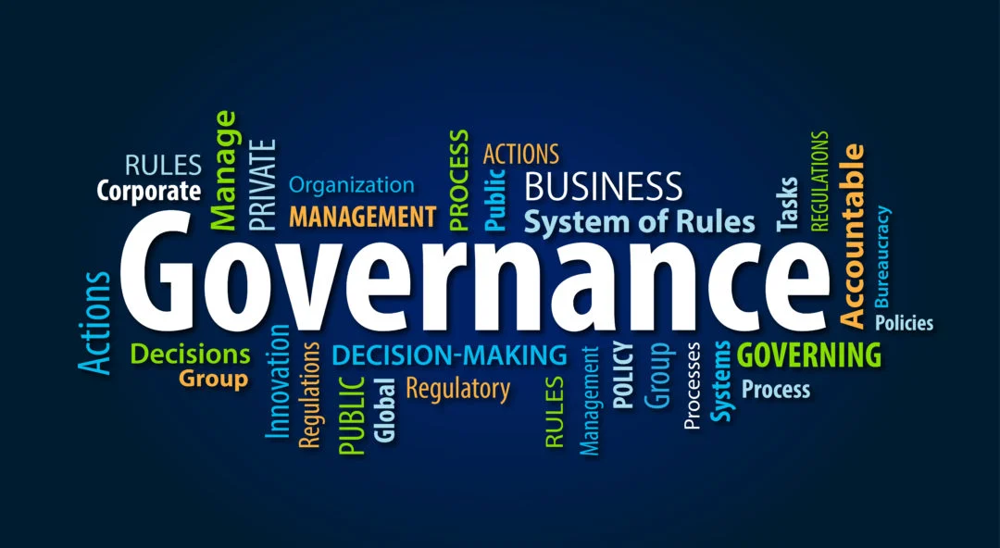 RULES
Corporate
Manage
PRIVATE
Organization
MANAGEMENT
PROCESS
ACTIONS
Public
BUSINESS
System of Rules
Tasks
REGULATIONS
Accountable
Bureaucracy
Policies
Governance
Actions
Decisions
Group
Innovation
Regulations
DECISION-MAKING
PUBLIC
Global
Regulatory
RULES
Management
POLICY
Group
Processes
Systems
GOVERNING
Process